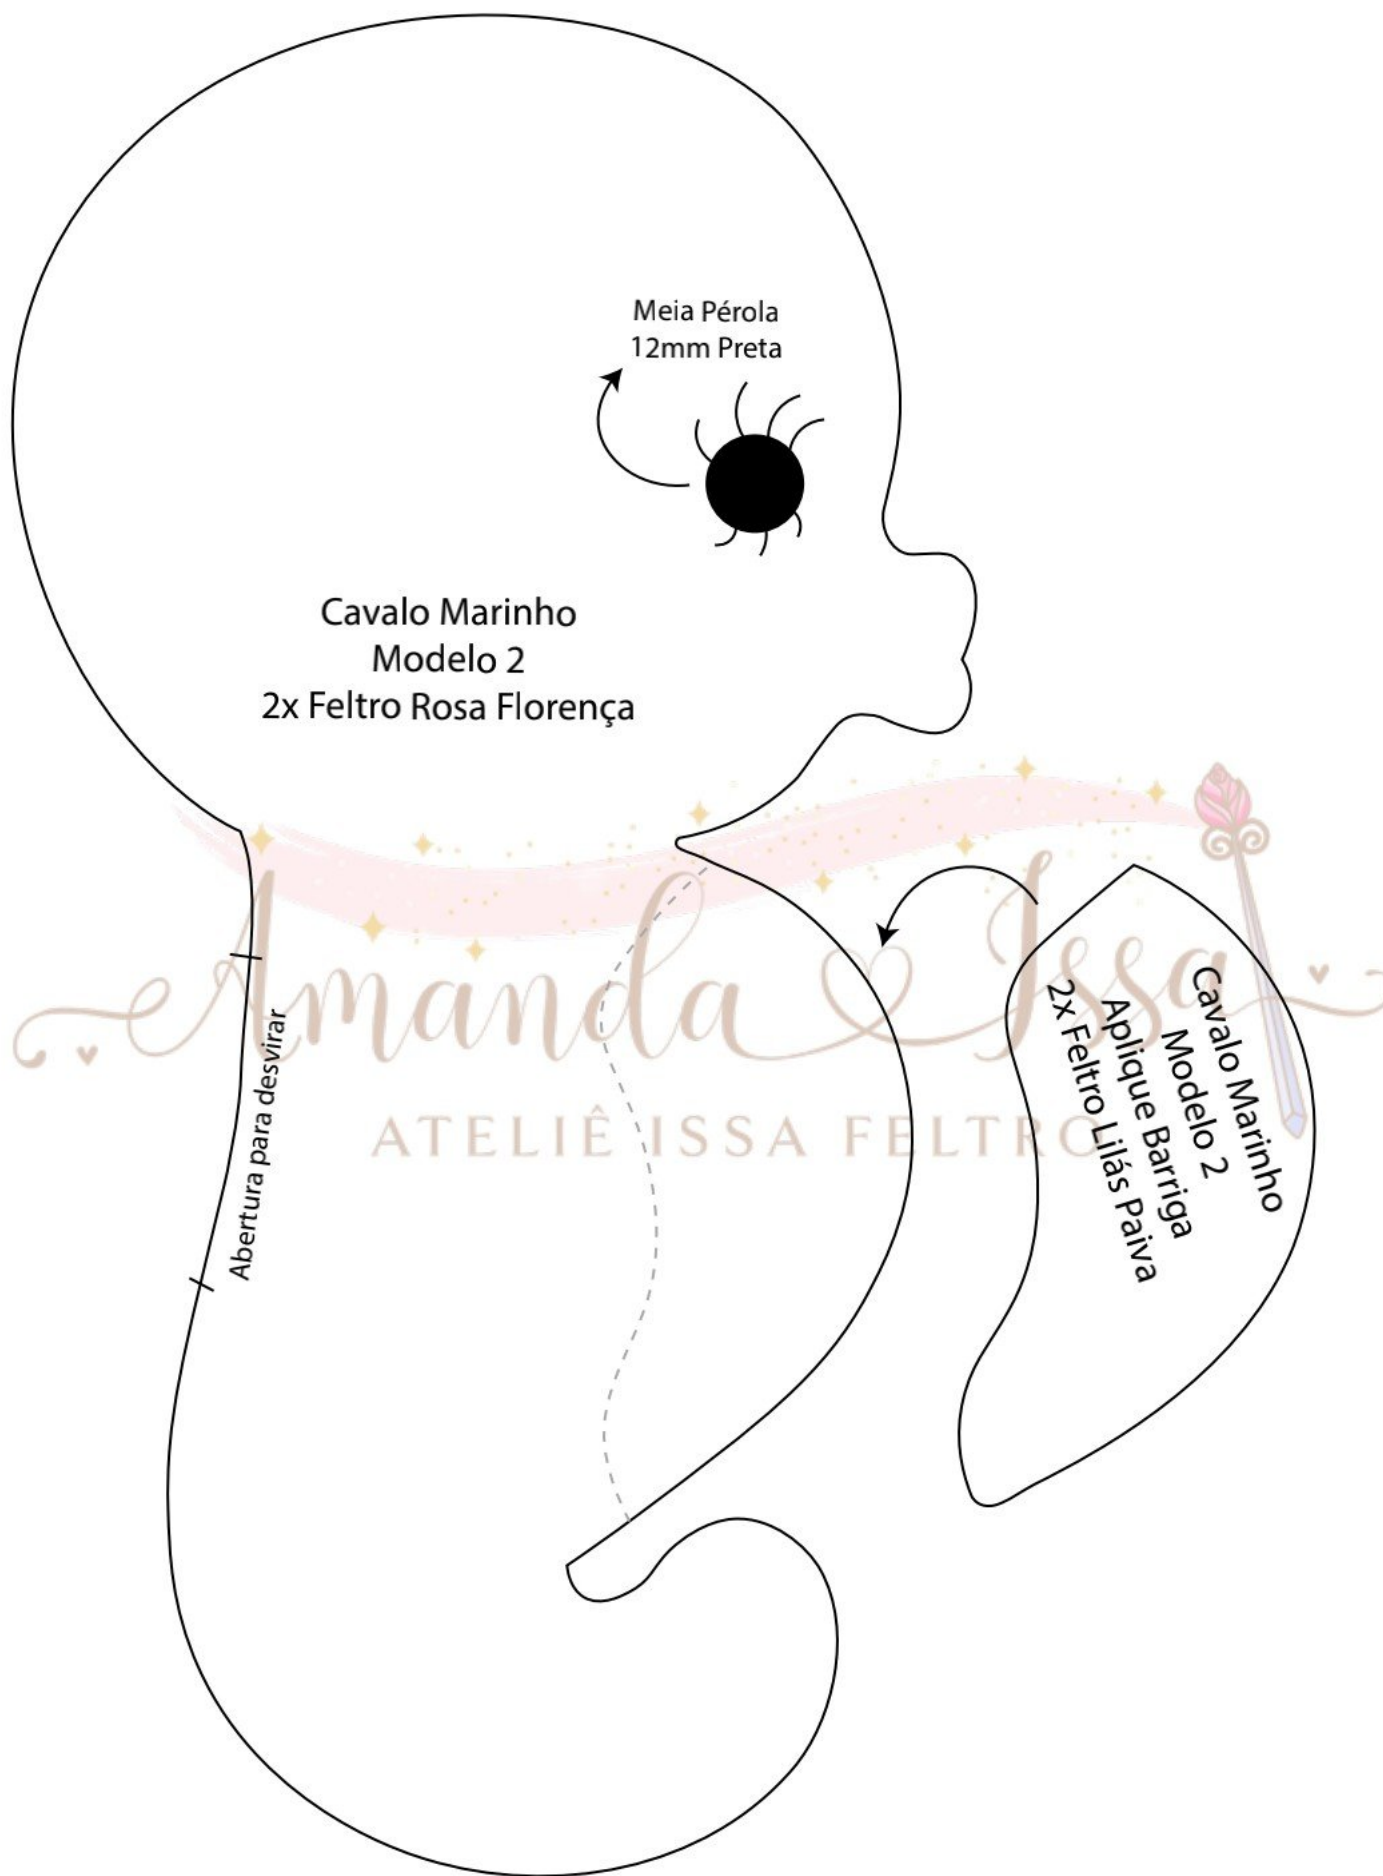 Meia Pérola
12mm Preta
Cavalo Marinho
Modelo 2
2x Feltro Rosa Florença
Amanda Issa
ATELIÊ ISSA FELTRO
Abertura para desvirar
Cavalo Marinho
Modelo 2
Aplique Barriga
2x Feltro Lilás Paiva